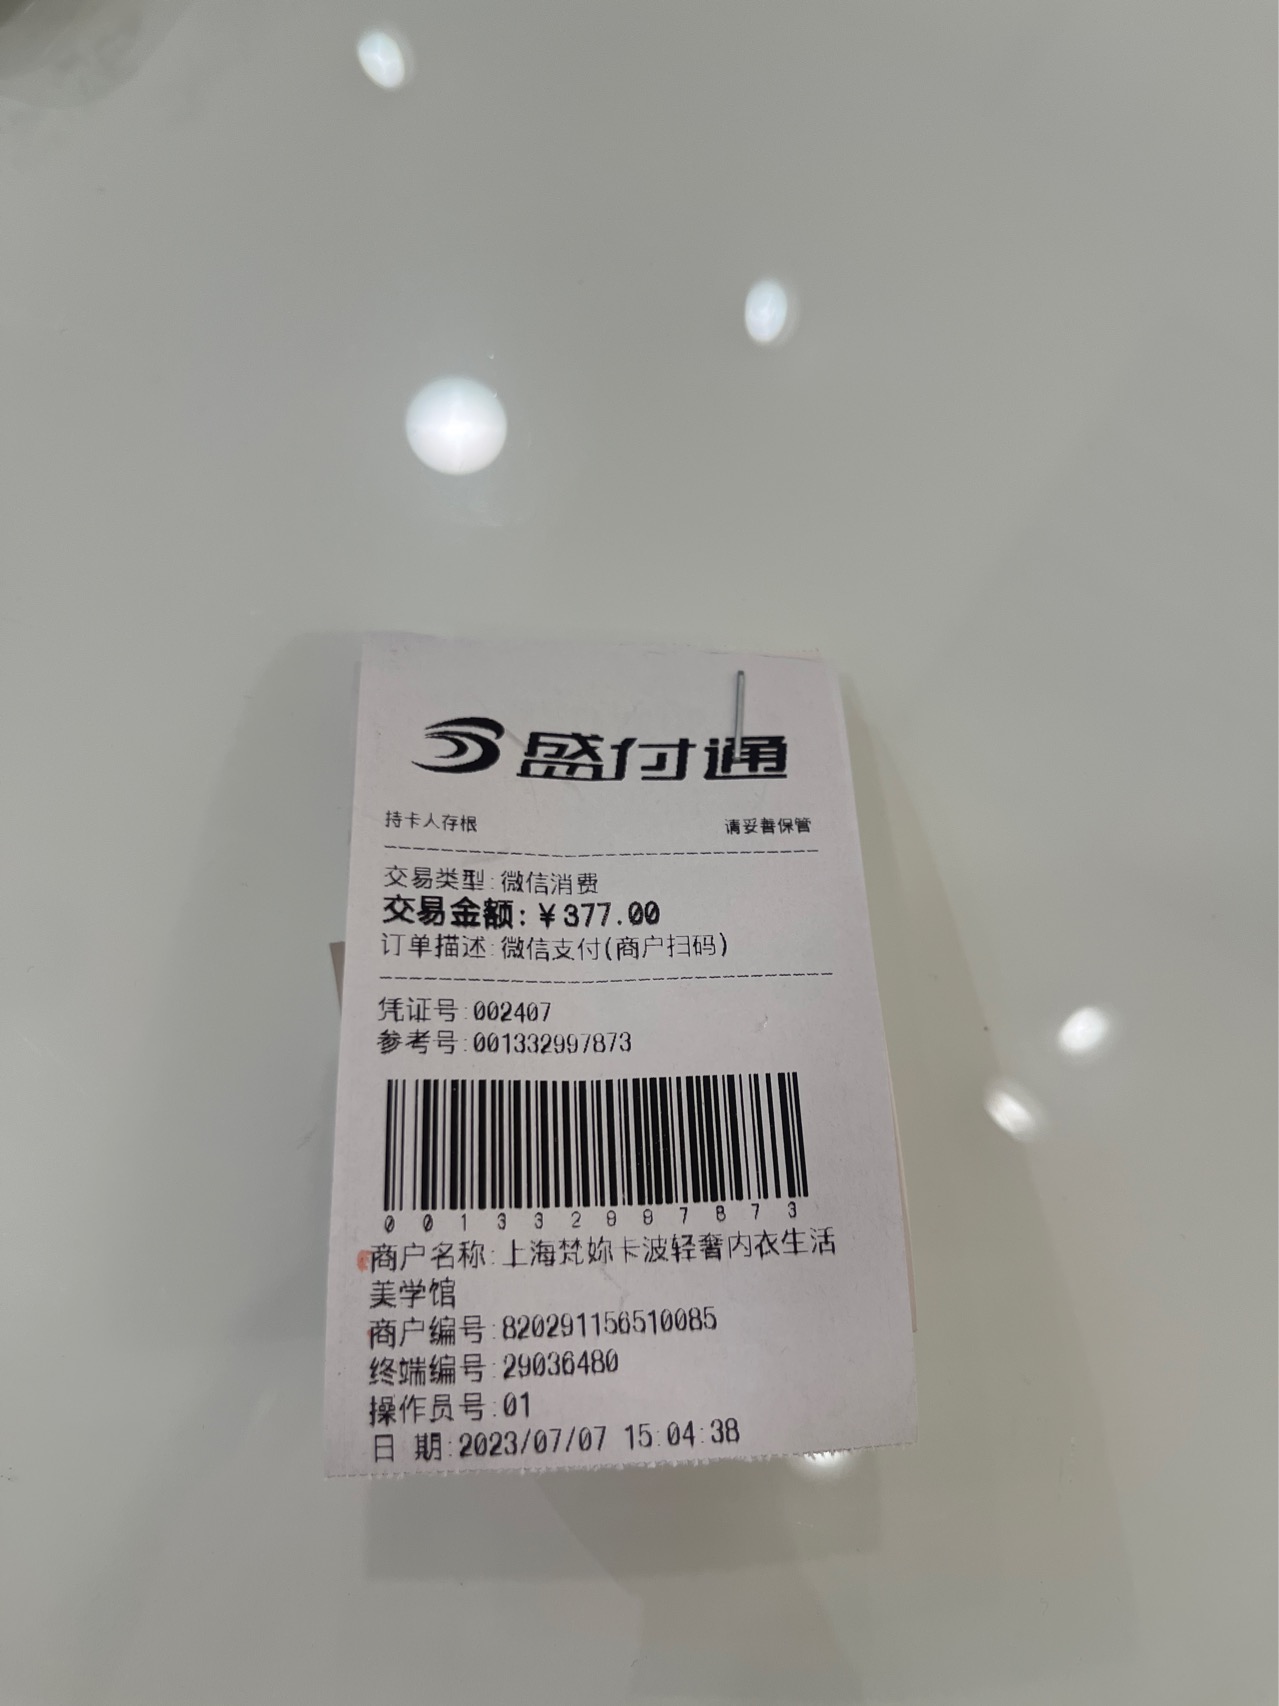 盛付通
持卡人存根 请妥善保管
交易类型:微信消费
交易金额:￥377.00
订单描述:微信支付(商户扫码)
凭证号:002407
参考号:001332997873
001332997873
商户名称:上海梵妳卡波轻奢内衣生活
美学馆
商户编号:820291156510085
终端编号:29036480
操作员号:01
日 期:2023/07/07 15:04:38